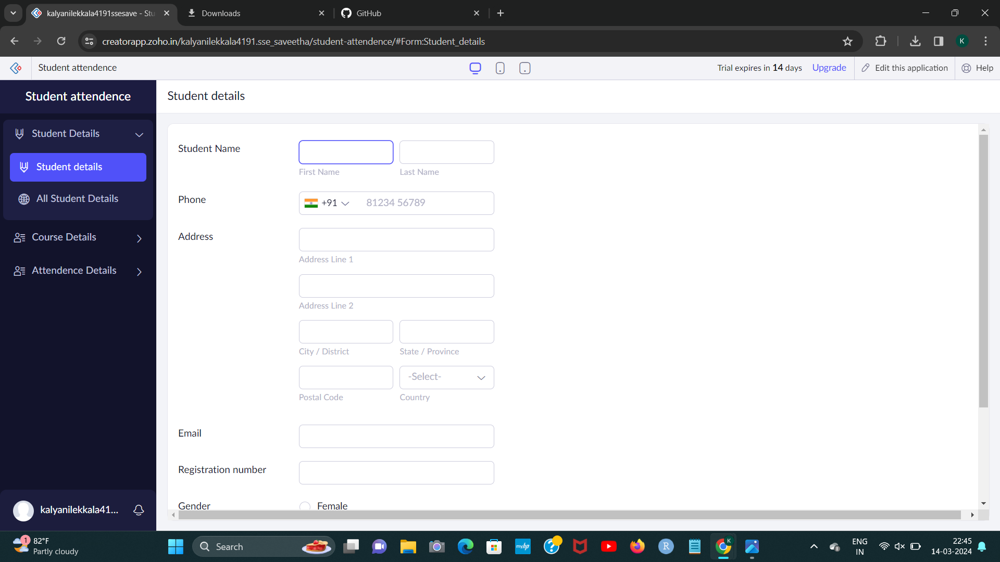 kalyanilekkala4191ssesave - Stu
Downloads
GitHub
creatorapp.zoho.in/kalyanilekkala4191.sse_saveetha/student-attendence/#Form:Student_details
K
Student attendence
Trial expires in 14 days
Upgrade
Edit this application
Help
Student attendence
Student details
Student Details
Student details
All Student Details
Course Details
Attendence Details
Student Name
First Name
Last Name
Phone
+91
81234 56789
Address
Address Line 1
Address Line 2
City / District
State / Province
-Select-
Postal Code
Country
Email
Registration number
Gender
Female
kalyanilekkala41...
1
82°F
Partly cloudy
Search
myhp
R
K
ENG
IN
22:45
14-03-2024